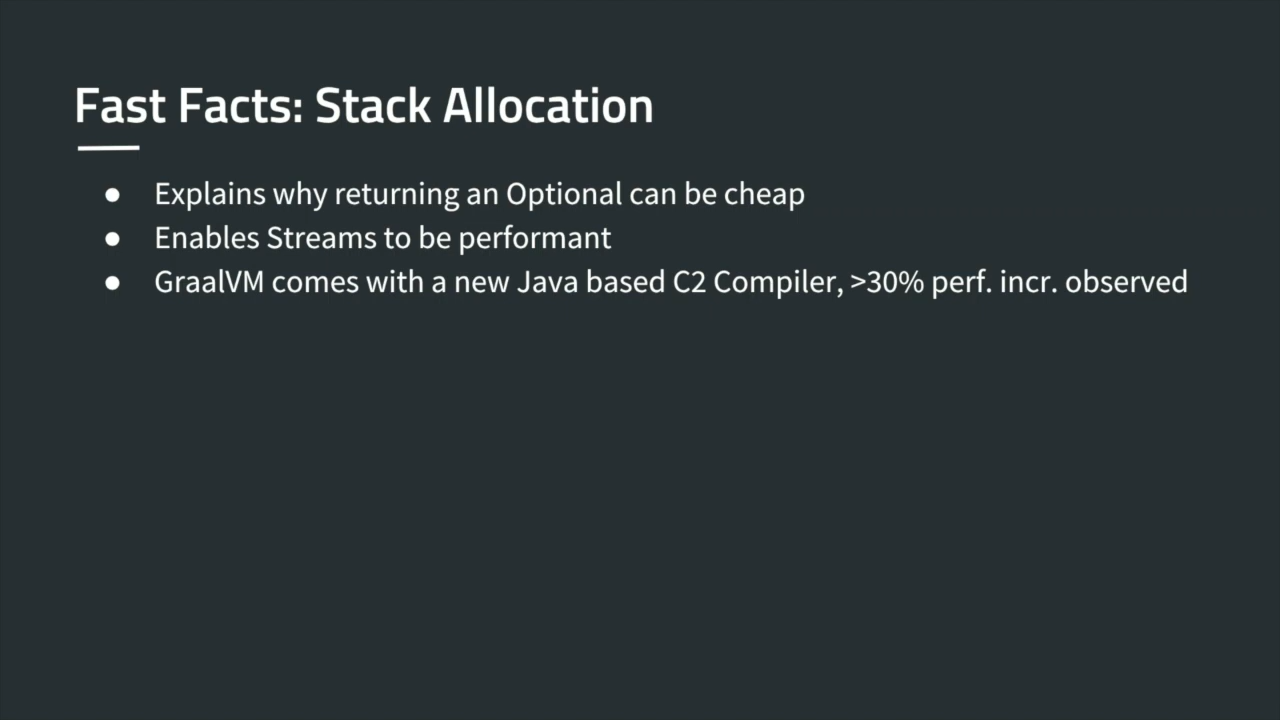 Fast Facts: Stack Allocation
● Explains why returning an Optional can be cheap
● Enables Streams to be performant
● GraalVM comes with a new Java based C2 Compiler, >30% perf. incr. observed